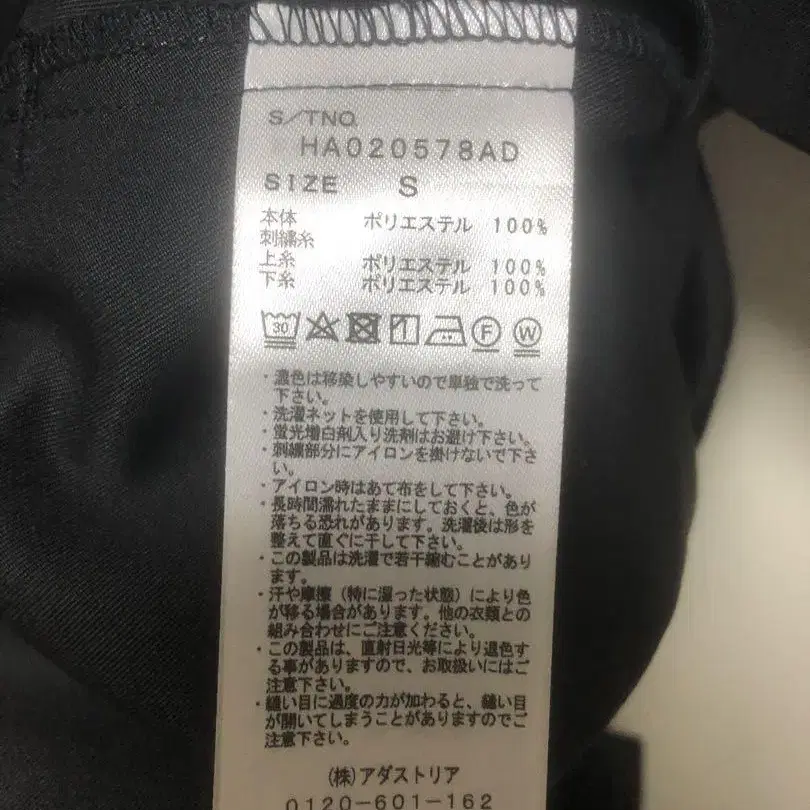 S/TNO.
HA020578AD
SIZE S
本体 ポリエステル 100%
刺繍糸
上糸 ポリエステル 100%
下糸 ポリエステル 100%
30 F W
・濃色は移染しやすいので単独で洗って
下さい。
・洗濯ネットを使用して下さい。
・蛍光増白剤入り洗剤はお避け下さい。
・刺繍部分にアイロンを掛けないで下さ
い。
・アイロン時はあて布をして下さい。
・長時間濡れたままにしておくと、色が
落ちる恐れがあります。洗濯後は形を
整えて直ぐに干して下さい。
・この製品は洗濯で若干縮むことがあり
ます。
・汗や摩擦（特に湿った状態）により色
が移る場合があります。他の衣類との
組み合わせにご注意ください。
・この製品は、直射日光等により退色す
る事がありますので、お取扱いにはご
注意下さい。
・縫い目に過度の力が加わると、縫い目
が開いてしまうことがありますのでご
注意下さい。
(株)アダストリア
0120-601-162